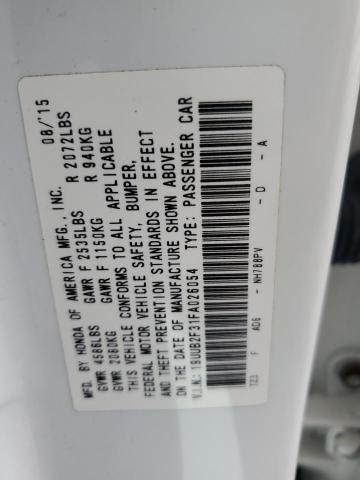 MFD. BY HONDA OF AMERICA MFG., INC. 08/15
GVWR 4586LBS GAWR F 2535LBS R 2072LBS
GVWR 2080KG GAWR F 1150KG R 940KG
THIS VEHICLE CONFORMS TO ALL APPLICABLE
FEDERAL MOTOR VEHICLE SAFETY, BUMPER,
AND THEFT PREVENTION STANDARDS IN EFFECT
ON THE DATE OF MANUFACTURE SHOWN ABOVE.
V.I.N.: 19UUB2F31FA026054 TYPE: PASSENGER CAR
TZ3 F AD6 NH788PV D A